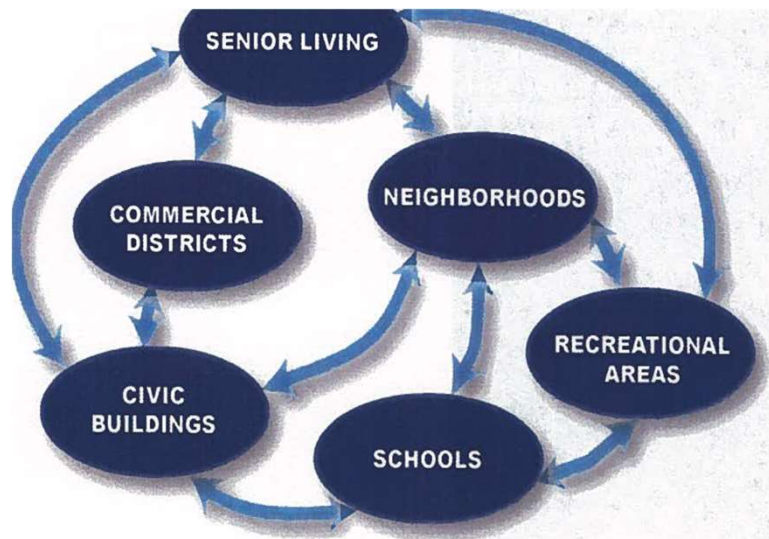 SENIOR LIVING
COMMERCIAL
DISTRICTS
NEIGHBORHOODS
RECREATIONAL
AREAS
CIVIC
BUILDINGS
SCHOOLS